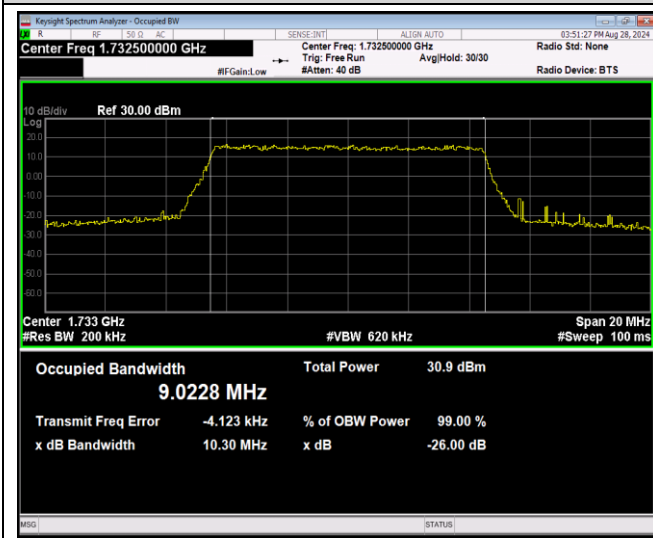 Keysight Spectrum Analyzer - Occupied BW
R RF 50 Ω AC SENSE:INT ALIGN AUTO 03:51:27 PM Aug 28, 2024
Center Freq 1.732500000 GHz Center Freq: 1.732500000 GHz Radio Std: None
Trig: Free Run Avg|Hold: 30/30
#IFGain:Low #Atten: 40 dB Radio Device: BTS
10 dB/div Ref 30.00 dBm
Log
20.0
10.0
0.00
-10.0
-20.0
-30.0
-40.0
-50.0
-60.0
Center 1.733 GHz Span 20 MHz
#Res BW 200 kHz #VBW 620 kHz #Sweep 100 ms
Occupied Bandwidth Total Power 30.9 dBm
9.0228 MHz
Transmit Freq Error -4.123 kHz % of OBW Power 99.00 %
x dB Bandwidth 10.30 MHz x dB -26.00 dB
MSG STATUS